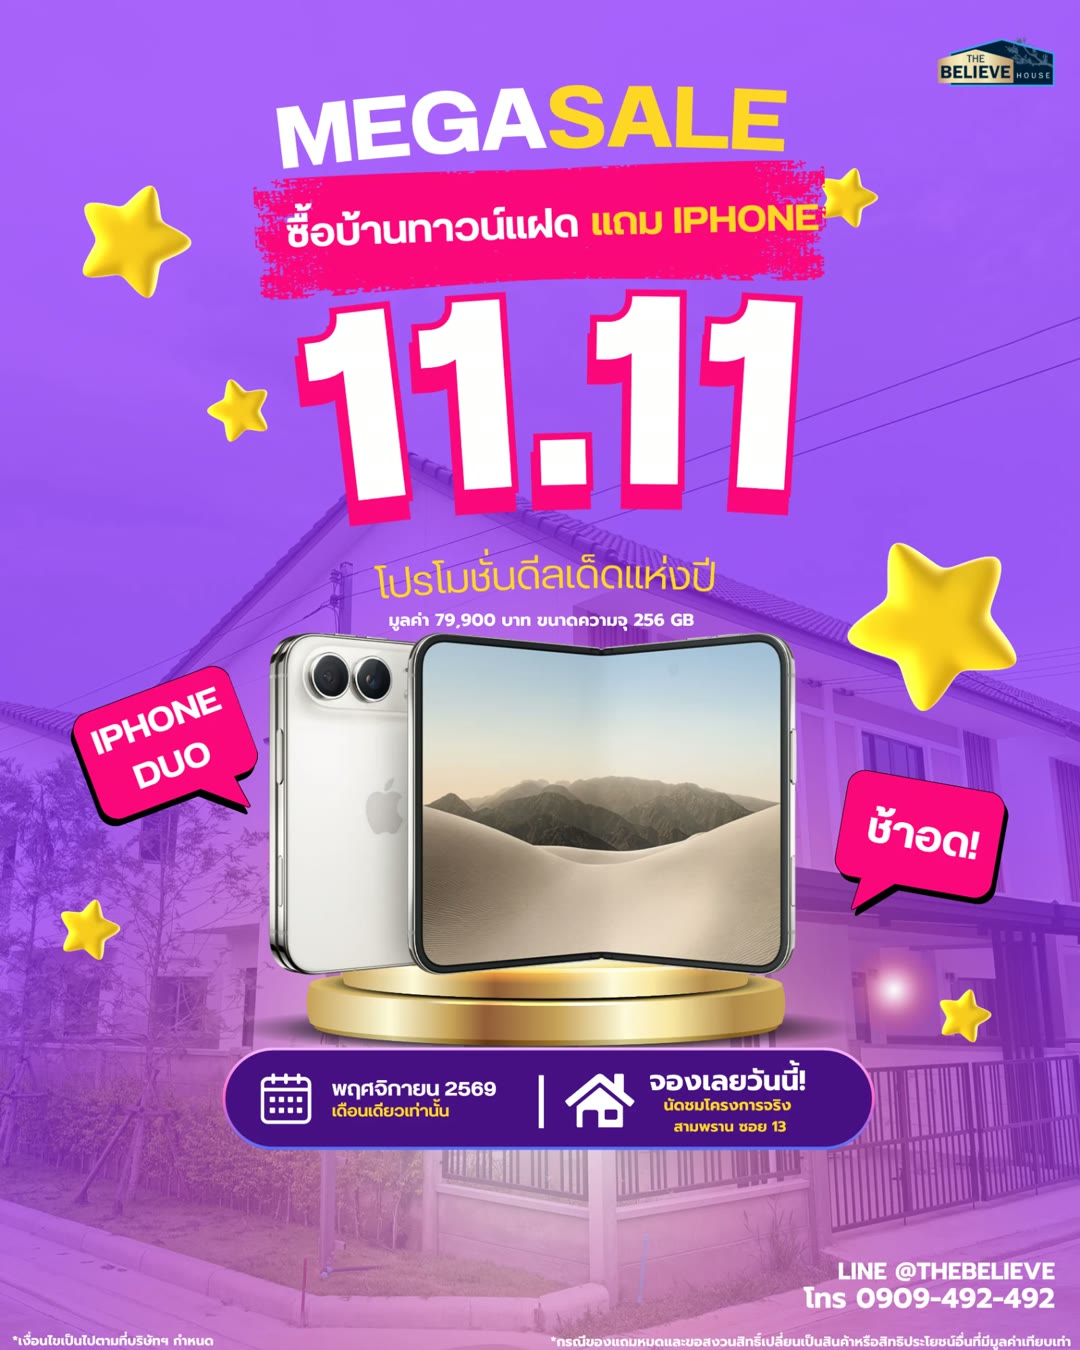 THE
BELIEVE HOUSE
MEGASALE
ซื้อบ้านทาวน์แฝด แถม IPHONE
11.11
โปรโมชั่นดีลเด็ดแห่งปี
มูลค่า 79,900 บาท ขนาดความจุ 256 GB
IPHONE
DUO
ช้าอด!
พฤศจิกายน 2569
เดือนเดียวเท่านั้น
จองเลยวันนี้!
นัดชมโครงการจริง
สามพราน ซอย 13
LINE @THEBELIEVE
โทร 0909-492-492
*เงื่อนไขเป็นไปตามที่บริษัทฯ กำหนด
*กรณีของแถมหมดและขอสงวนสิทธิ์เปลี่ยนเป็นสินค้าหรือสิทธิประโยชน์อื่นที่มีมูลค่าเทียบเท่า